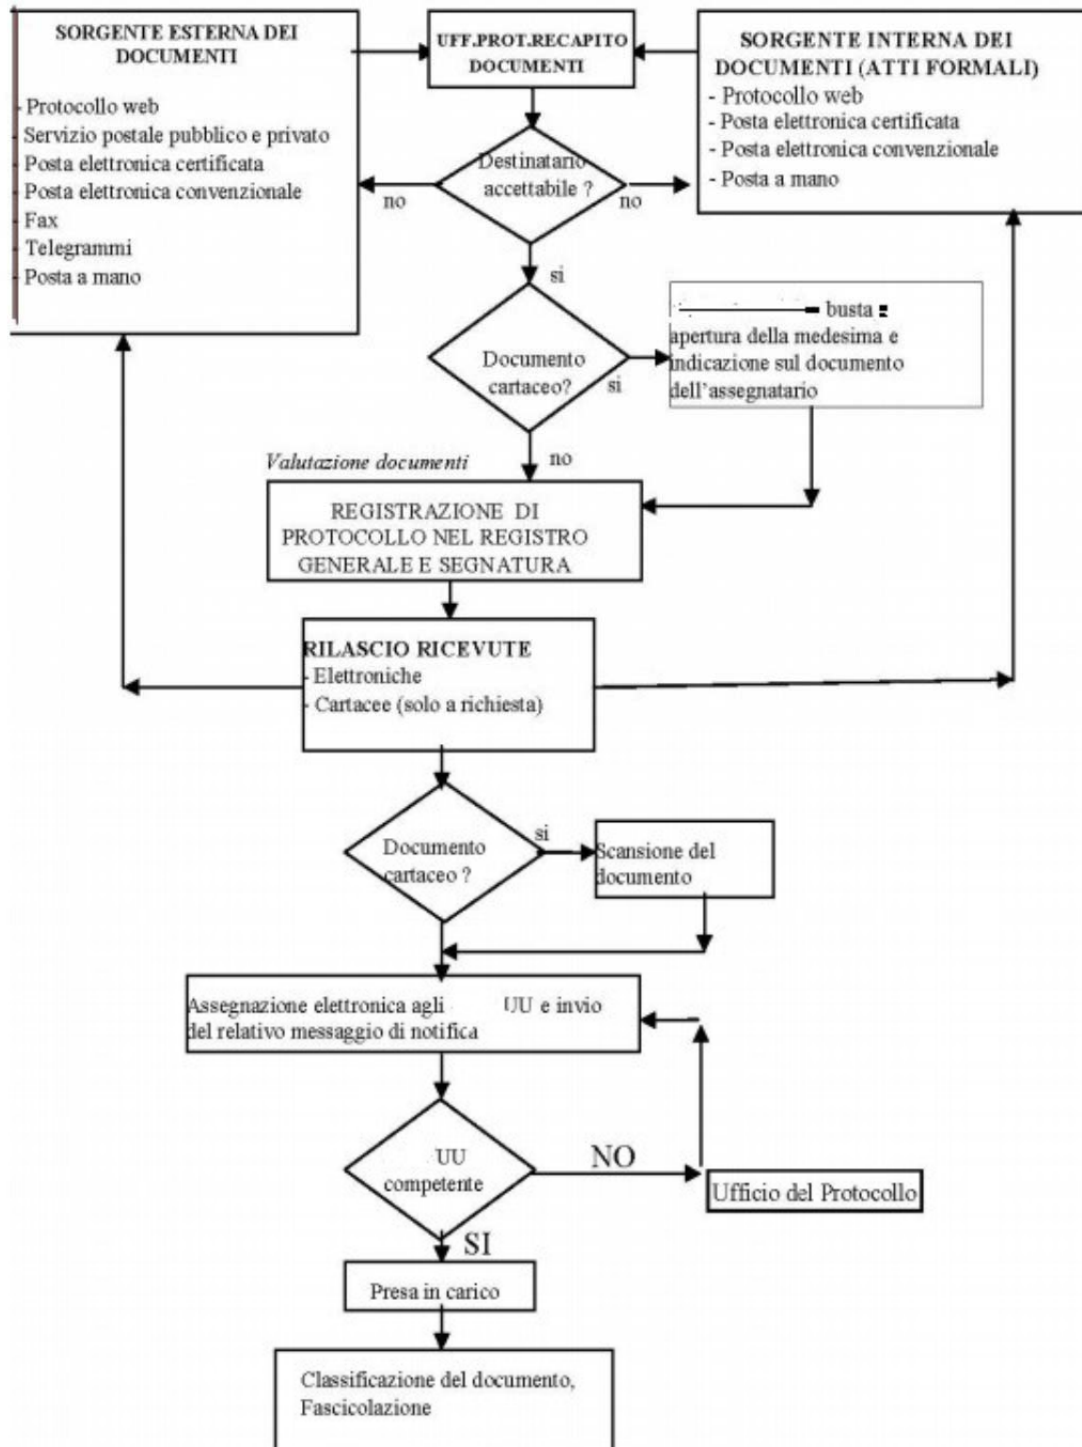 SORGENTE ESTERNA DEI
DOCUMENTI
- Protocollo web
- Servizio postale pubblico e privato
- Posta elettronica certificata
- Posta elettronica convenzionale
- Fax
- Telegrammi
- Posta a mano
UFF.PROT.RECAPITO
DOCUMENTI
SORGENTE INTERNA DEI
DOCUMENTI (ATTI FORMALI)
- Protocollo web
- Posta elettronica certificata
- Posta elettronica convenzionale
- Posta a mano
Destinatario
accettabile ?
no
no
si
Documento
cartaceo?
si
busta
apertura della medesima e
indicazione sul documento
dell'assegnatario
no
Valutazione documenti
REGISTRAZIONE DI
PROTOCOLLO NEL REGISTRO
GENERALE E SEGNATURA
RILASCIO RICEVUTE
- Elettroniche
- Cartacee (solo a richiesta)
Documento
cartaceo ?
si
Scansione del
documento
Assegnazione elettronica agli UU e invio
del relativo messaggio di notifica
UU
competente
NO
Ufficio del Protocollo
SI
Presa in carico
Classificazione del documento,
Fascicolazione